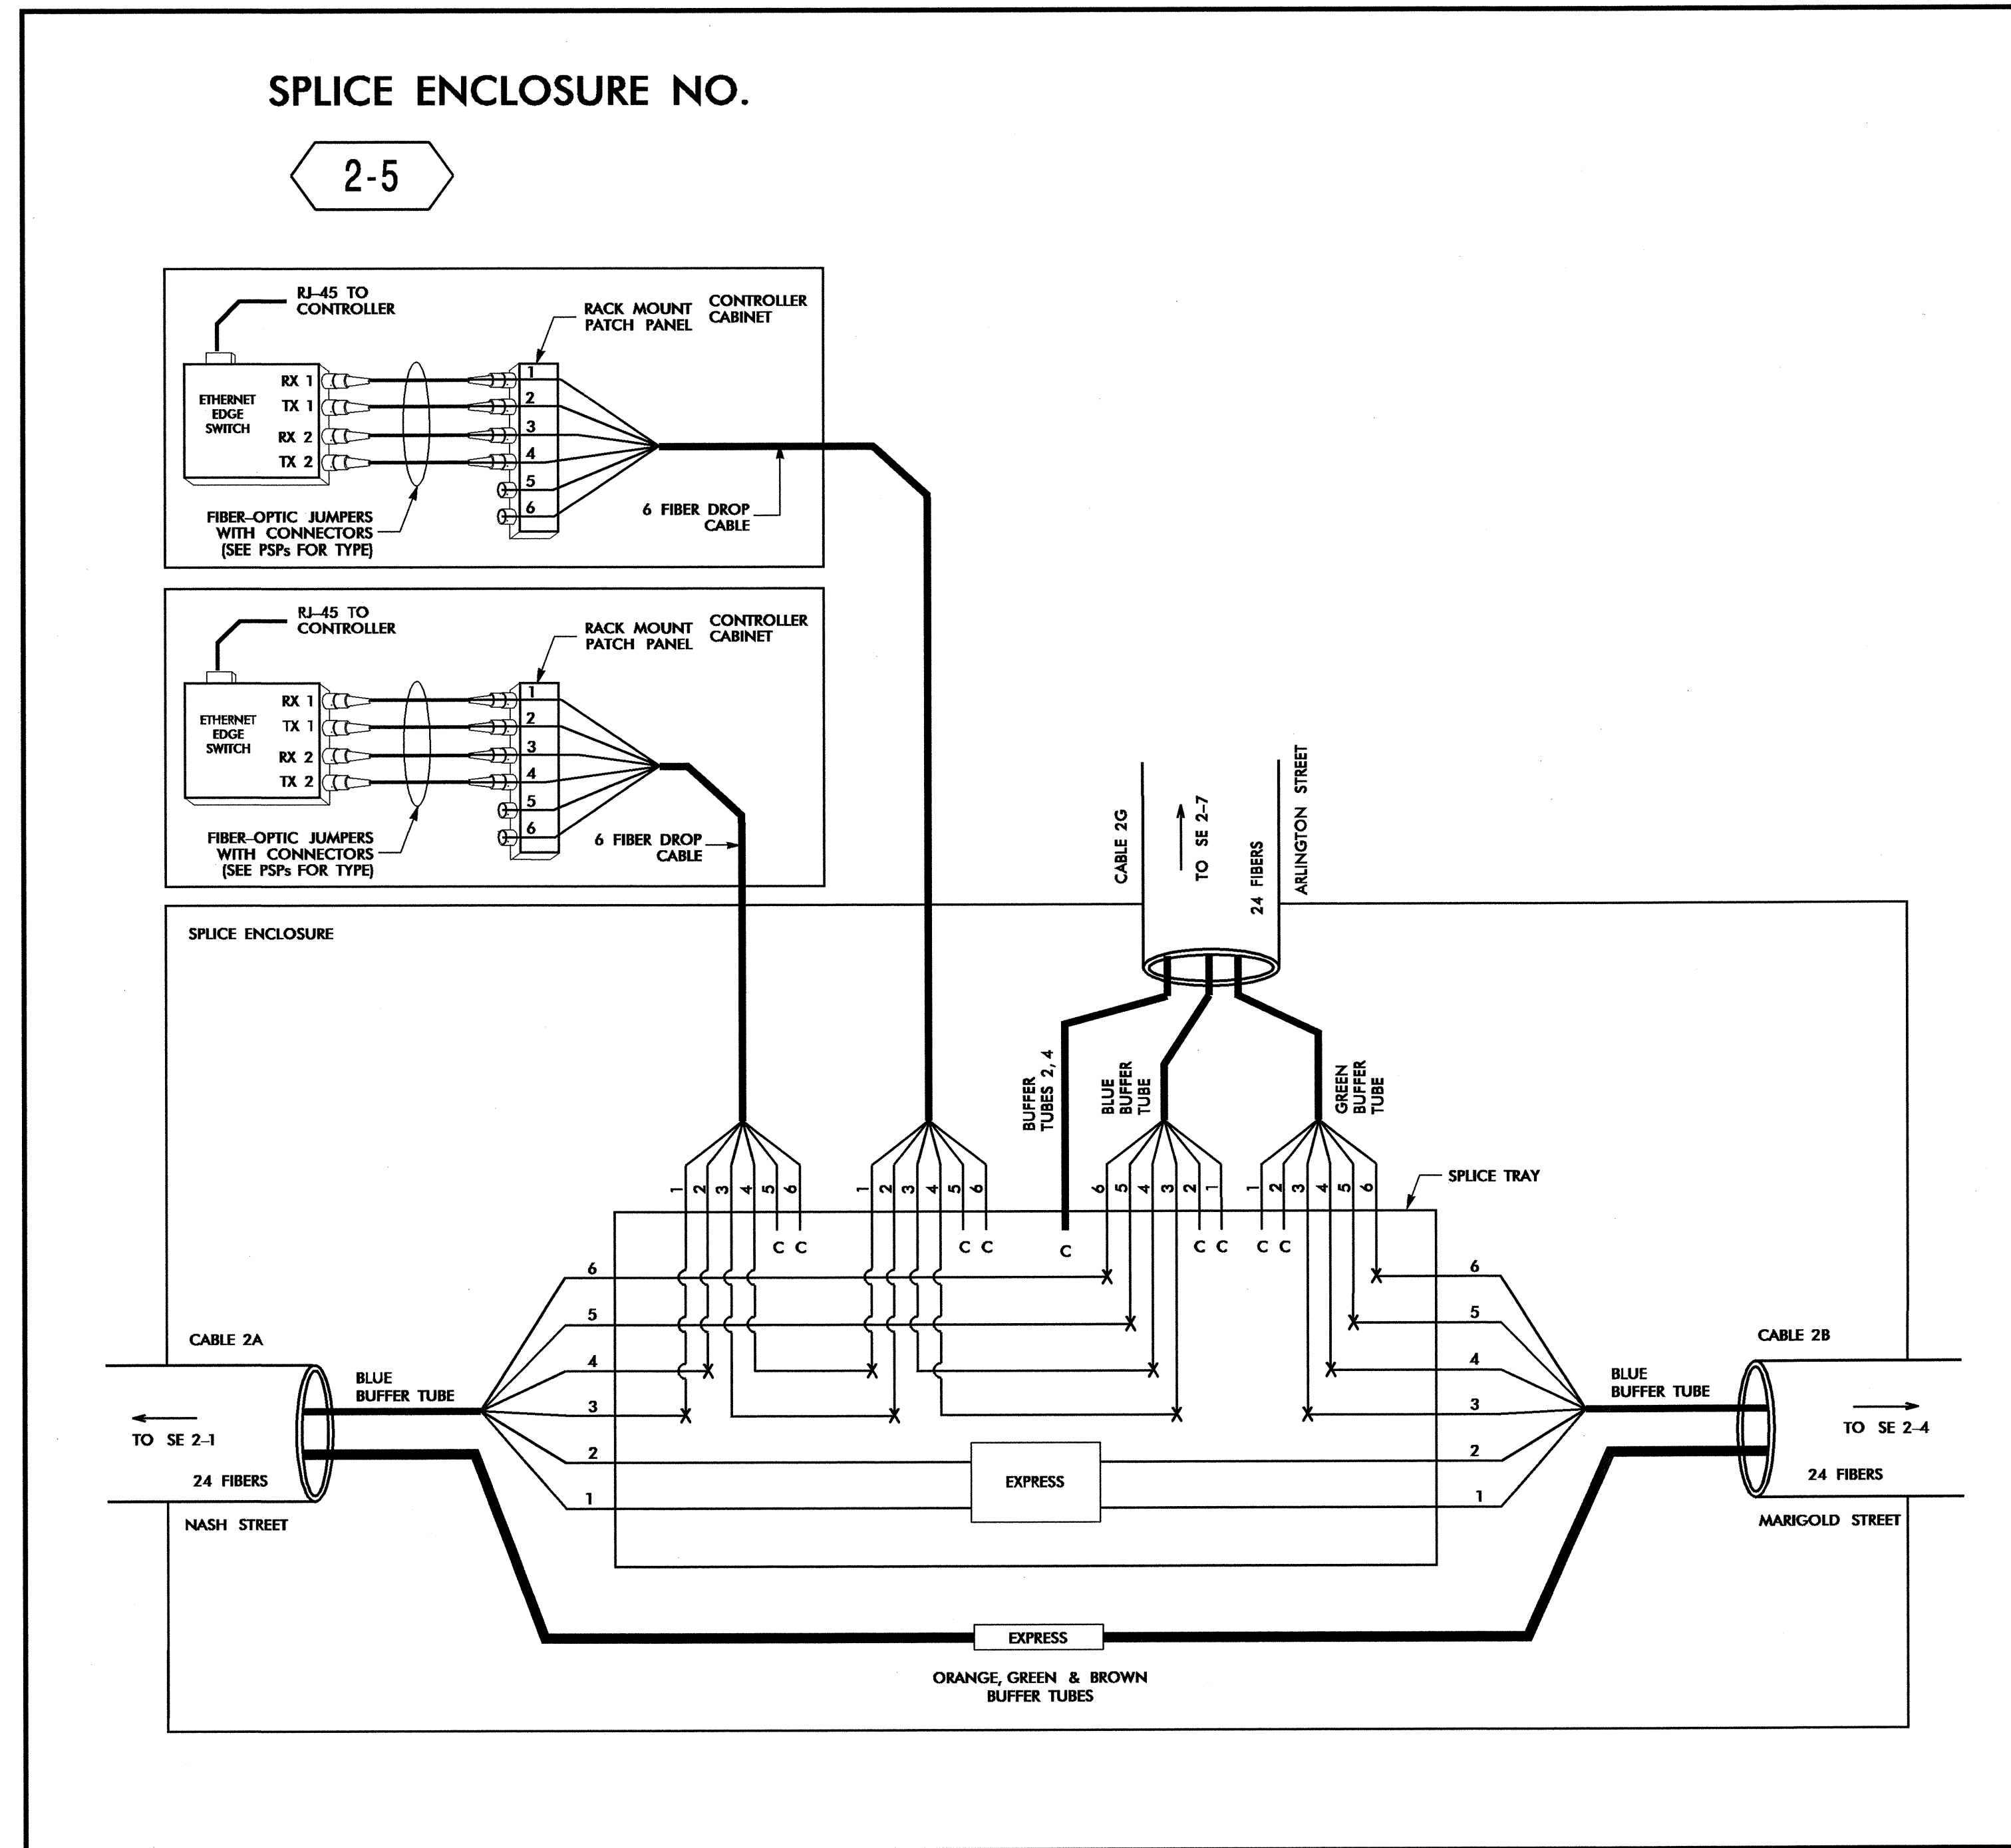 SPLICE ENCLOSURE NO.
2-5
RJ-45 TO
CONTROLLER
RACK MOUNT
PATCH PANEL
CONTROLLER
CABINET
ETHERNET
EDGE
SWITCH
RX 1
TX 1
RX 2
TX 2
1
2
3
4
5
6
FIBER-OPTIC JUMPERS
WITH CONNECTORS
(SEE PSPs FOR TYPE)
6 FIBER DROP
CABLE
RJ-45 TO
CONTROLLER
RACK MOUNT
PATCH PANEL
CONTROLLER
CABINET
ETHERNET
EDGE
SWITCH
RX 1
TX 1
RX 2
TX 2
1
2
3
4
5
6
FIBER-OPTIC JUMPERS
WITH CONNECTORS
(SEE PSPs FOR TYPE)
6 FIBER DROP
CABLE
CABLE 2G
TO SE 2-7
24 FIBERS
ARLINGTON STREET
SPLICE ENCLOSURE
BUFFER
TUBES 2, 4
BLUE
BUFFER
TUBE
GREEN
BUFFER
TUBE
1 2 3 4 5 6
1 2 3 4 5 6
6 5 4 3 2 1
1 2 3 4 5 6
SPLICE TRAY
C C
C C
C
C C
C C
6
5
4
3
2
1
6
5
4
3
2
1
CABLE 2A
BLUE
BUFFER TUBE
TO SE 2-1
24 FIBERS
NASH STREET
EXPRESS
CABLE 2B
BLUE
BUFFER TUBE
TO SE 2-4
24 FIBERS
MARIGOLD STREET
EXPRESS
ORANGE, GREEN & BROWN
BUFFER TUBES